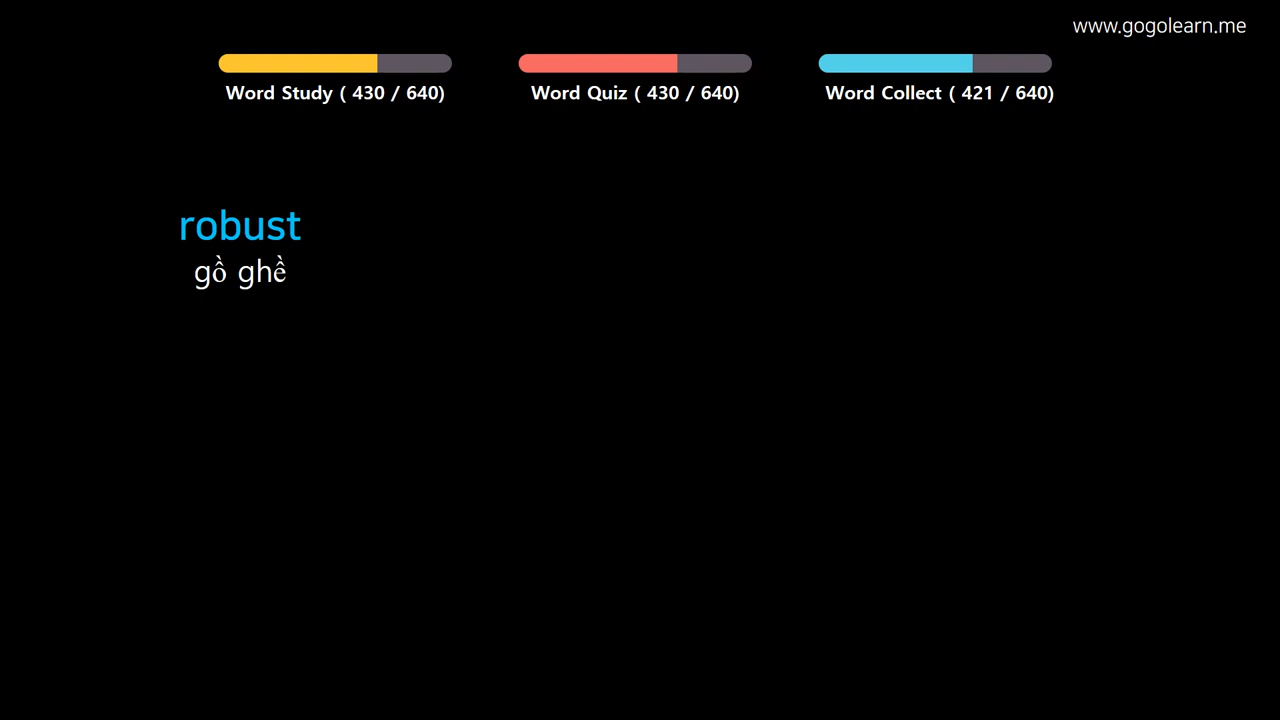 www.gogolearn.me
Word Study ( 430 / 640)
Word Quiz ( 430 / 640)
Word Collect ( 421 / 640)
robust
gồ ghề